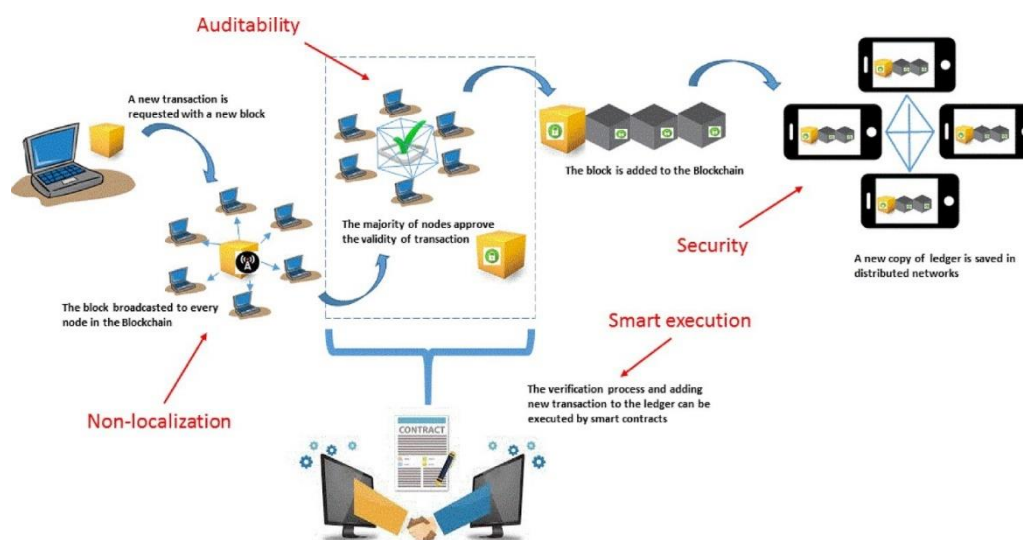 Auditability
A new transaction is
requested with a new block
The majority of nodes approve
the validity of transaction
The block is added to the Blockchain
Security
A new copy of ledger is saved in
distributed networks
The block broadcasted to every
node in the Blockchain
Non-localization
Smart execution
The verification process and adding
new transaction to the ledger can be
executed by smart contracts
CONTRACT